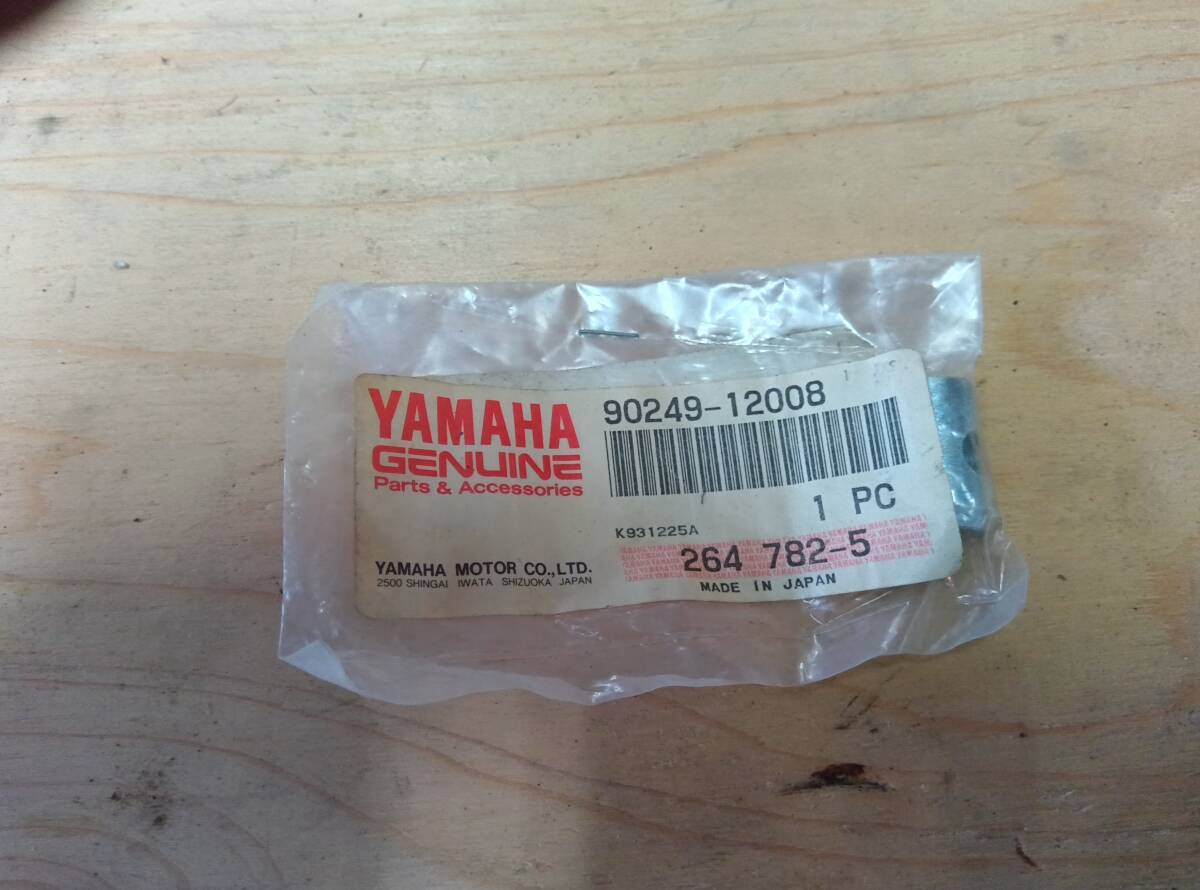 YAMAHA
GENUINE
Parts & Accessories
YAMAHA MOTOR CO.,LTD.
2500 SHINGAI IWATA SHIZUOKA JAPAN
90249-12008
1 PC
K931225A
264 782-5
MADE IN JAPAN